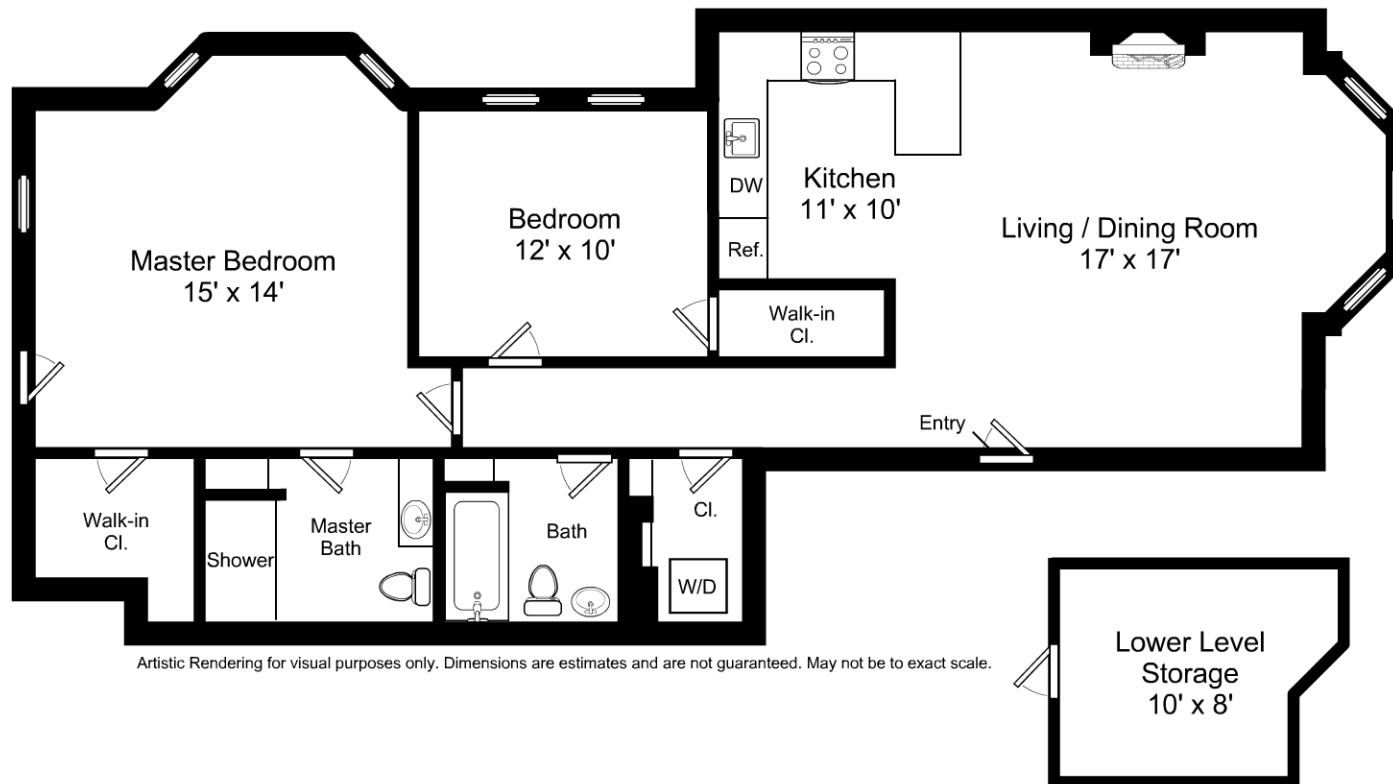 Master Bedroom
15' x 14'
Bedroom
12' x 10'
DW
Ref.
Kitchen
11' x 10'
Living / Dining Room
17' x 17'
Walk-in
Cl.
Entry
Walk-in
Cl.
Shower
Master
Bath
Bath
Cl.
W/D
Lower Level
Storage
10' x 8'
Artistic Rendering for visual purposes only. Dimensions are estimates and are not guaranteed. May not be to exact scale.